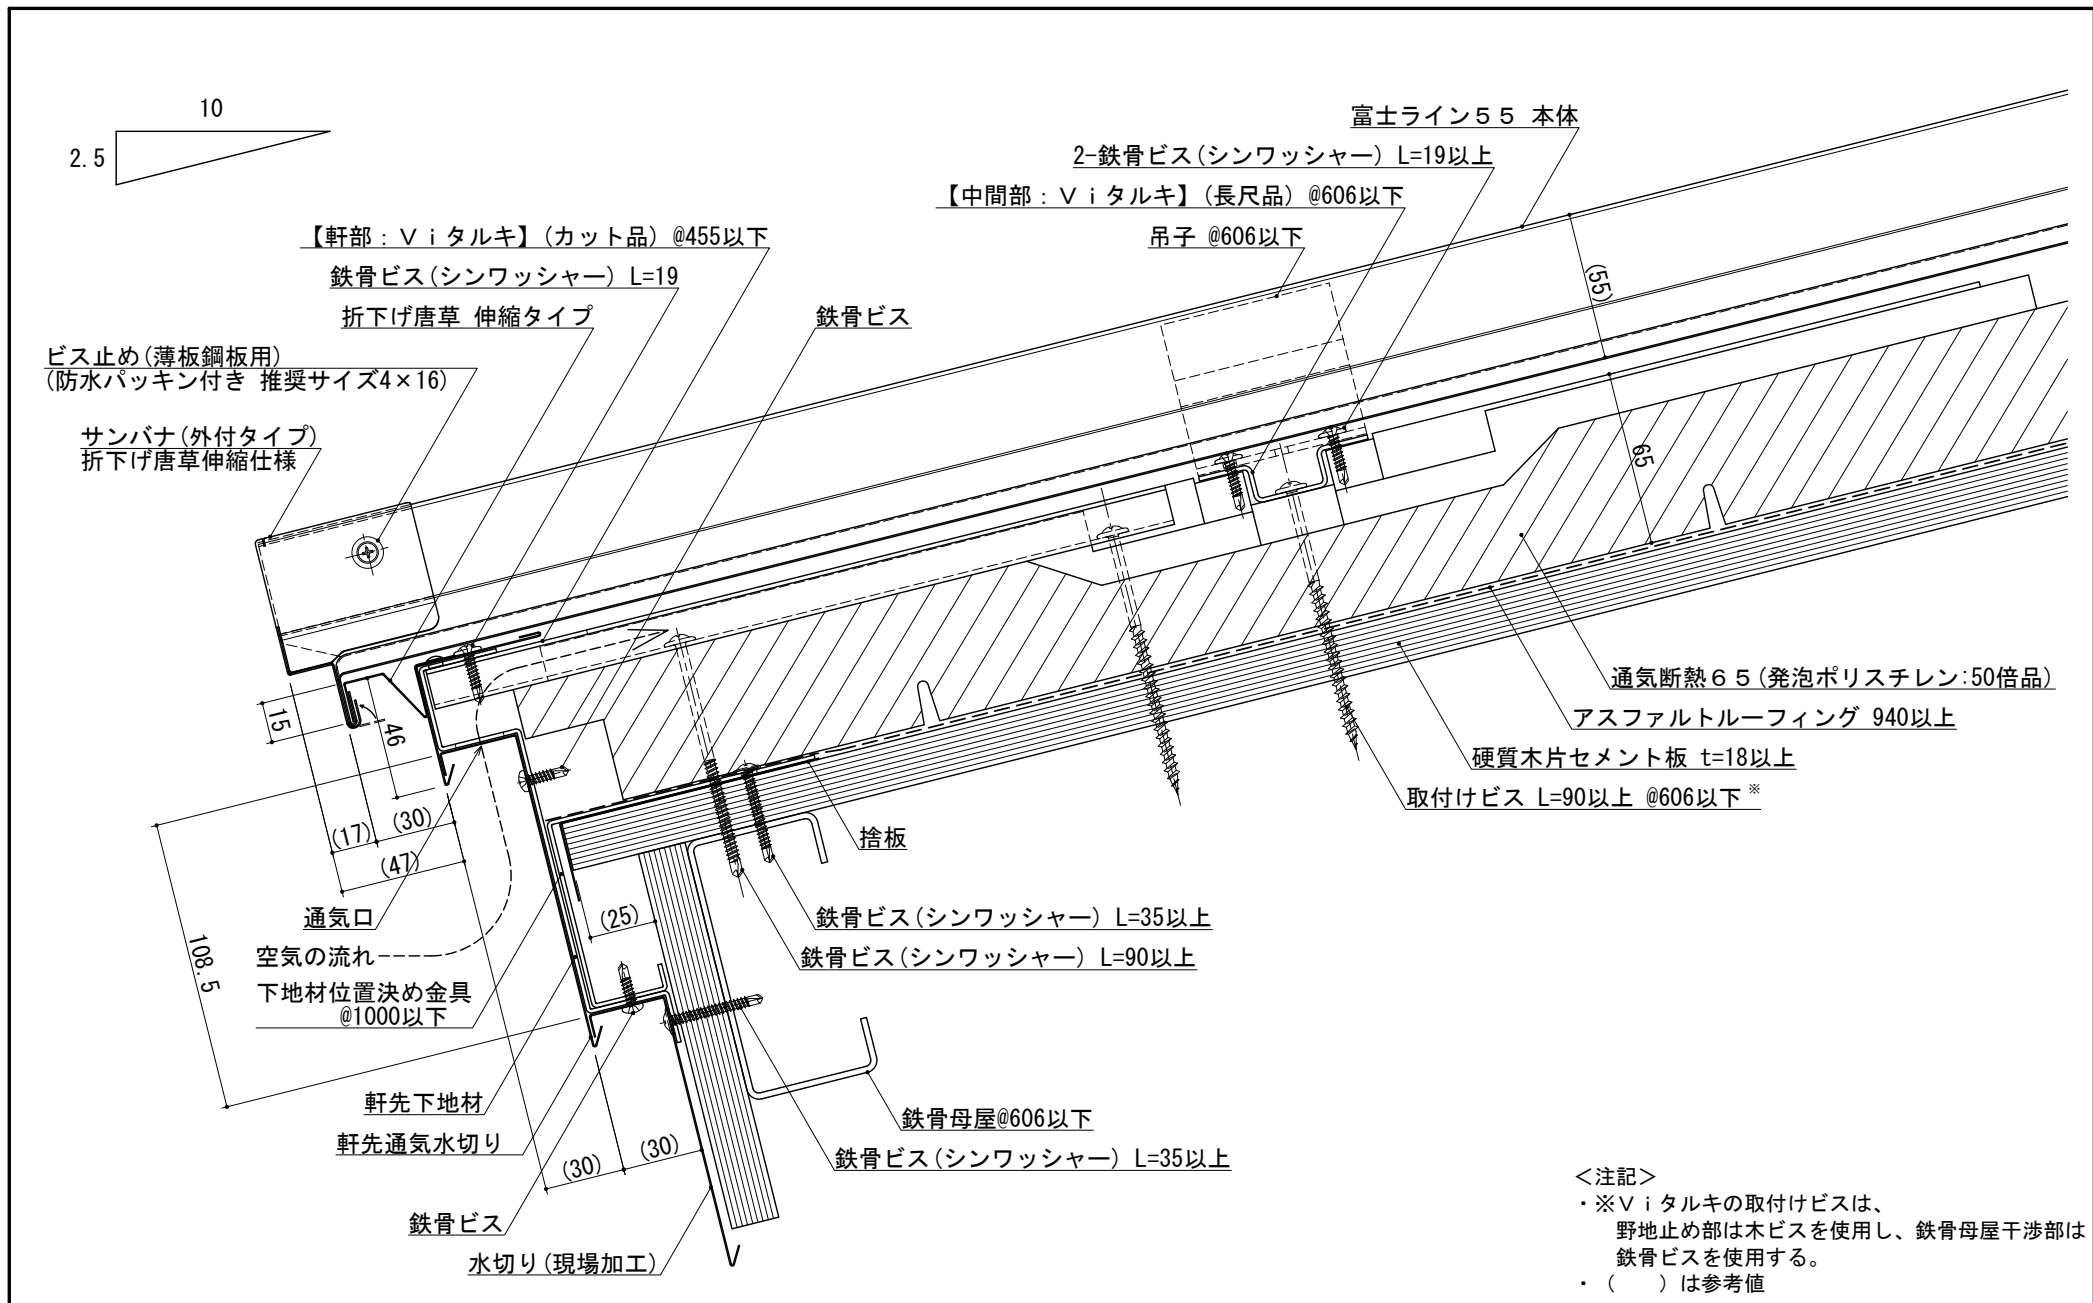 10
2.5
富士ライン５５ 本体
2-鉄骨ビス(シンワッシャー) L=19以上
【中間部：Ｖｉタルキ】(長尺品) @606以下
吊子 @606以下
【軒部：Ｖｉタルキ】(カット品) @455以下
鉄骨ビス(シンワッシャー) L=19
折下げ唐草 伸縮タイプ
鉄骨ビス
ビス止め(薄板鋼板用)
(防水パッキン付き 推奨サイズ4×16)
サンバナ(外付タイプ)
折下げ唐草伸縮仕様
(55)
65
通気断熱６５(発泡ポリスチレン:50倍品)
アスファルトルーフィング 940以上
硬質木片セメント板 t=18以上
取付けビス L=90以上 @606以下※
15
46
(17)
(30)
(47)
捨板
通気口
空気の流れ
下地材位置決め金具
@1000以下
(25)
鉄骨ビス(シンワッシャー) L=35以上
鉄骨ビス(シンワッシャー) L=90以上
108.5
軒先下地材
軒先通気水切り
鉄骨母屋@606以下
鉄骨ビス(シンワッシャー) L=35以上
(30)
(30)
鉄骨ビス
水切り(現場加工)
＜注記＞
・※Ｖｉタルキの取付けビスは、
野地止め部は木ビスを使用し、鉄骨母屋干渉部は
鉄骨ビスを使用する。
・（　　）は参考値